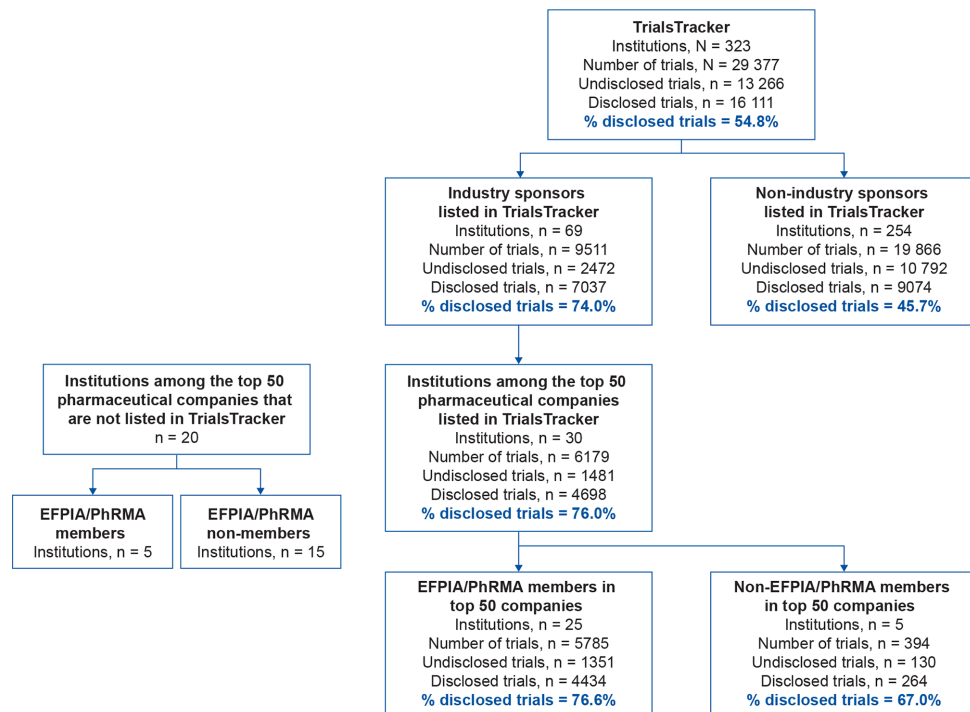 TrialsTracker
Institutions, N = 323
Number of trials, N = 29 377
Undisclosed trials, n = 13 266
Disclosed trials, n = 16 111
% disclosed trials = 54.8%
Industry sponsors
listed in TrialsTracker
Institutions, n = 69
Number of trials, n = 9511
Undisclosed trials, n = 2472
Disclosed trials, n = 7037
% disclosed trials = 74.0%
Non-industry sponsors
listed in TrialsTracker
Institutions, n = 254
Number of trials, n = 19 866
Undisclosed trials, n = 10 792
Disclosed trials, n = 9074
% disclosed trials = 45.7%
Institutions among the top 50
pharmaceutical companies that
are not listed in TrialsTracker
n = 20
EFPIA/PhRMA
members
Institutions, n = 5
EFPIA/PhRMA
non-members
Institutions, n = 15
Institutions among the top 50
pharmaceutical companies
listed in TrialsTracker
Institutions, n = 30
Number of trials, n = 6179
Undisclosed trials, n = 1481
Disclosed trials, n = 4698
% disclosed trials = 76.0%
EFPIA/PhRMA members in
top 50 companies
Institutions, n = 25
Number of trials, n = 5785
Undisclosed trials, n = 1351
Disclosed trials, n = 4434
% disclosed trials = 76.6%
Non-EFPIA/PhRMA members
in top 50 companies
Institutions, n = 5
Number of trials, n = 394
Undisclosed trials, n = 130
Disclosed trials, n = 264
% disclosed trials = 67.0%